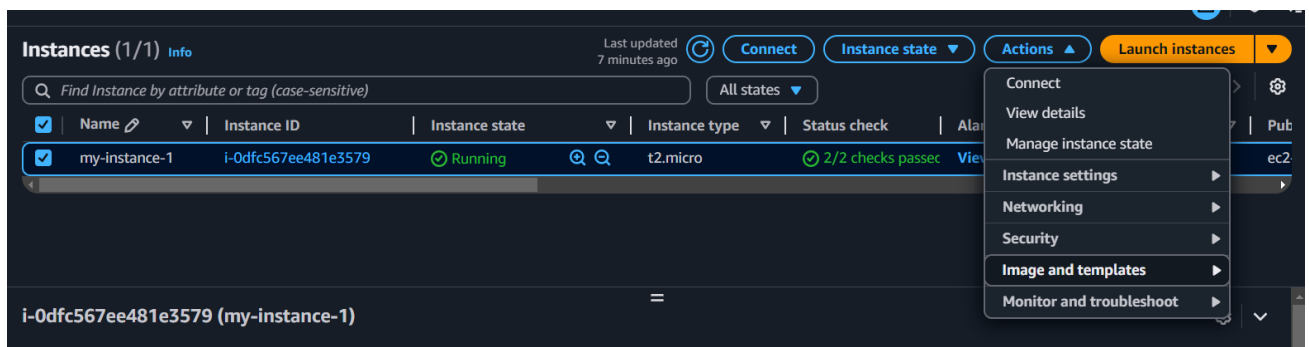 Instances (1/1) Info
Last updated
7 minutes ago
Connect
Instance state
Actions
Launch instances
Find Instance by attribute or tag (case-sensitive)
All states
Name
Instance ID
Instance state
Instance type
Status check
Alar
Pub
my-instance-1
i-0dfc567ee481e3579
Running
t2.micro
2/2 checks passec
View
ec2-
Connect
View details
Manage instance state
Instance settings
Networking
Security
Image and templates
Monitor and troubleshoot
i-0dfc567ee481e3579 (my-instance-1)